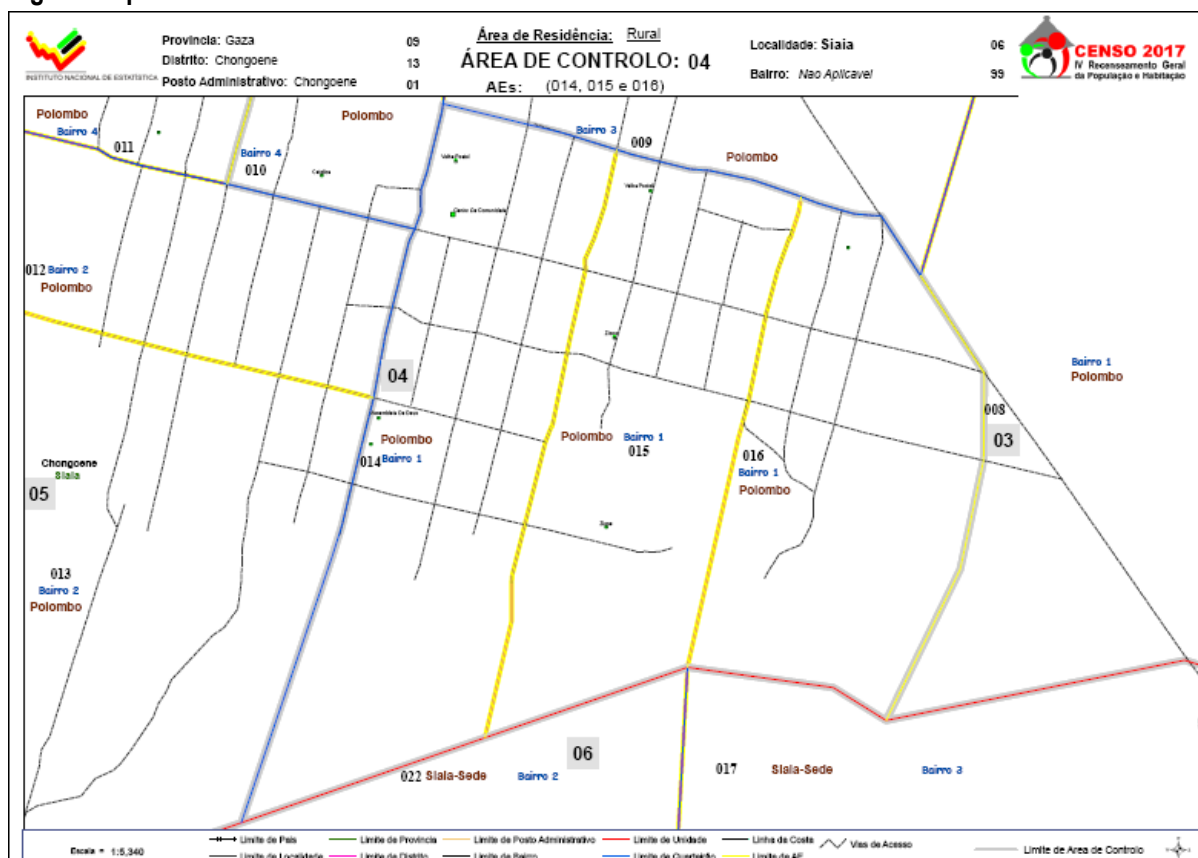 Provincia: Gaza 09
Distrito: Chongoene 13
INSTITUTO NACIONAL DE ESTATÍSTICA
Posto Administrativo: Chongoene 01
Área de Residência: Rural
ÁREA DE CONTROLO: 04
AEs: (014, 015 e 016)
Localidade: Siaia 06
Bairro: Nao Aplicavel 99
CENSO 2017
IV Recenseamento Geral
da População e Habitação
Polombo
Bairro 4
011
Bairro 4
010
Polombo
Bairro 3
009
Polombo
012 Bairro 2
Polombo
04
Polombo
014 Bairro 1
Polombo
Bairro 1
015
016
Bairro 1
Polombo
Bairro 1
Polombo
008
03
Chongoene
Siaia
05
013
Bairro 2
Polombo
06
022 Siaia-Sede Bairro 2
017 Siaia-Sede Bairro 3
Escala = 1:5,340
Limite de Pais
Limite de Provincia
Limite de Posto Administrativo
Limite de Unidade
Linha de Costa
Vias de Acesso
Limite de Area de Controlo
Limite de Localidade
Limite de Distrito
Limite de Bairro
Limite de Quarteirão
Limite de AE